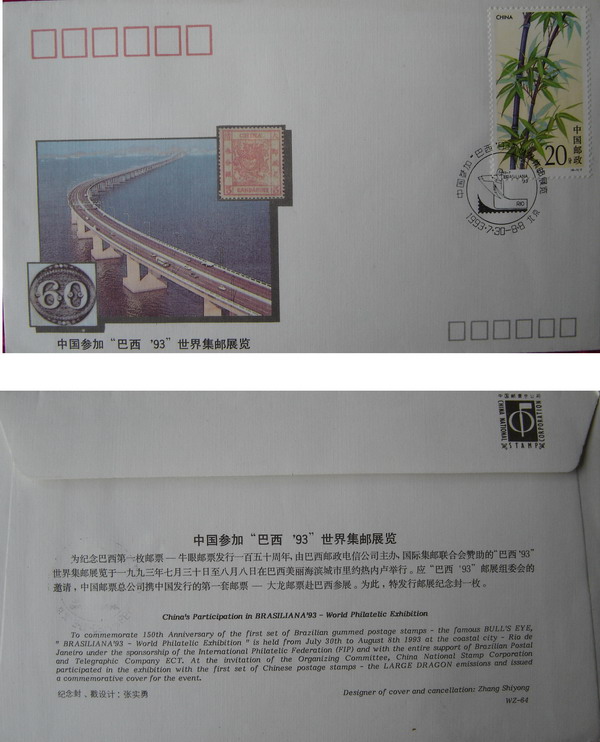 CHINA
中国邮政
20分
中国参加“巴西'93”世界集邮展览
BRASILIANA 93
1993·7·30-8·8 北京
60
中国参加“巴西 '93”世界集邮展览
CHINA NATIONAL STAMP CORPORATION
中国参加“巴西 '93”世界集邮展览
为纪念巴西第一枚邮票 — 牛眼邮票发行一百五十周年,由巴西邮政电信公司主办,国际集邮联合会赞助的“巴西'93”
世界集邮展览于一九九三年七月三十日至八月八日在巴西美丽海滨城市里约热内卢举行。应“巴西 '93”邮展组委会的
邀请,中国邮票总公司携中国发行的第一套邮票 — 大龙邮票赴巴西参展。为此,特发行邮展纪念封一枚。
China's Participation in BRASILIANA'93 - World Philatelic Exhibition
To commemorate 150th Anniversary of the first set of Brazilian gummed postage stamps - the famous BULL'S EYE,
" BRASILIANA'93 - World Philatelic Exhibition " is held from July 30th to August 8th 1993 at the coastal city - Rio de
Janeiro under the sponsorship of the International Philatelic Federation (FIP) and with the entire support of Brazilian Postal
and Telegraphic Company ECT. At the invitation of the Organizing Committee, China National Stamp Corporation
participated in the exhibition with the first set of Chinese postage stamps - the LARGE DRAGON emissions and issued
a commemorative cover for the event.
纪念封、戳设计:张实勇
Designer of cover and cancellation: Zhang Shiyong
WZ-64